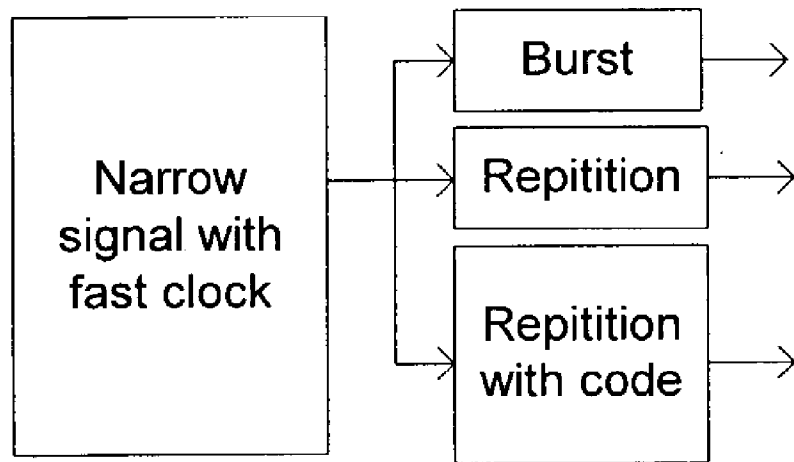 Narrow
signal with
fast clock
Burst
Repitition
Repitition
with code